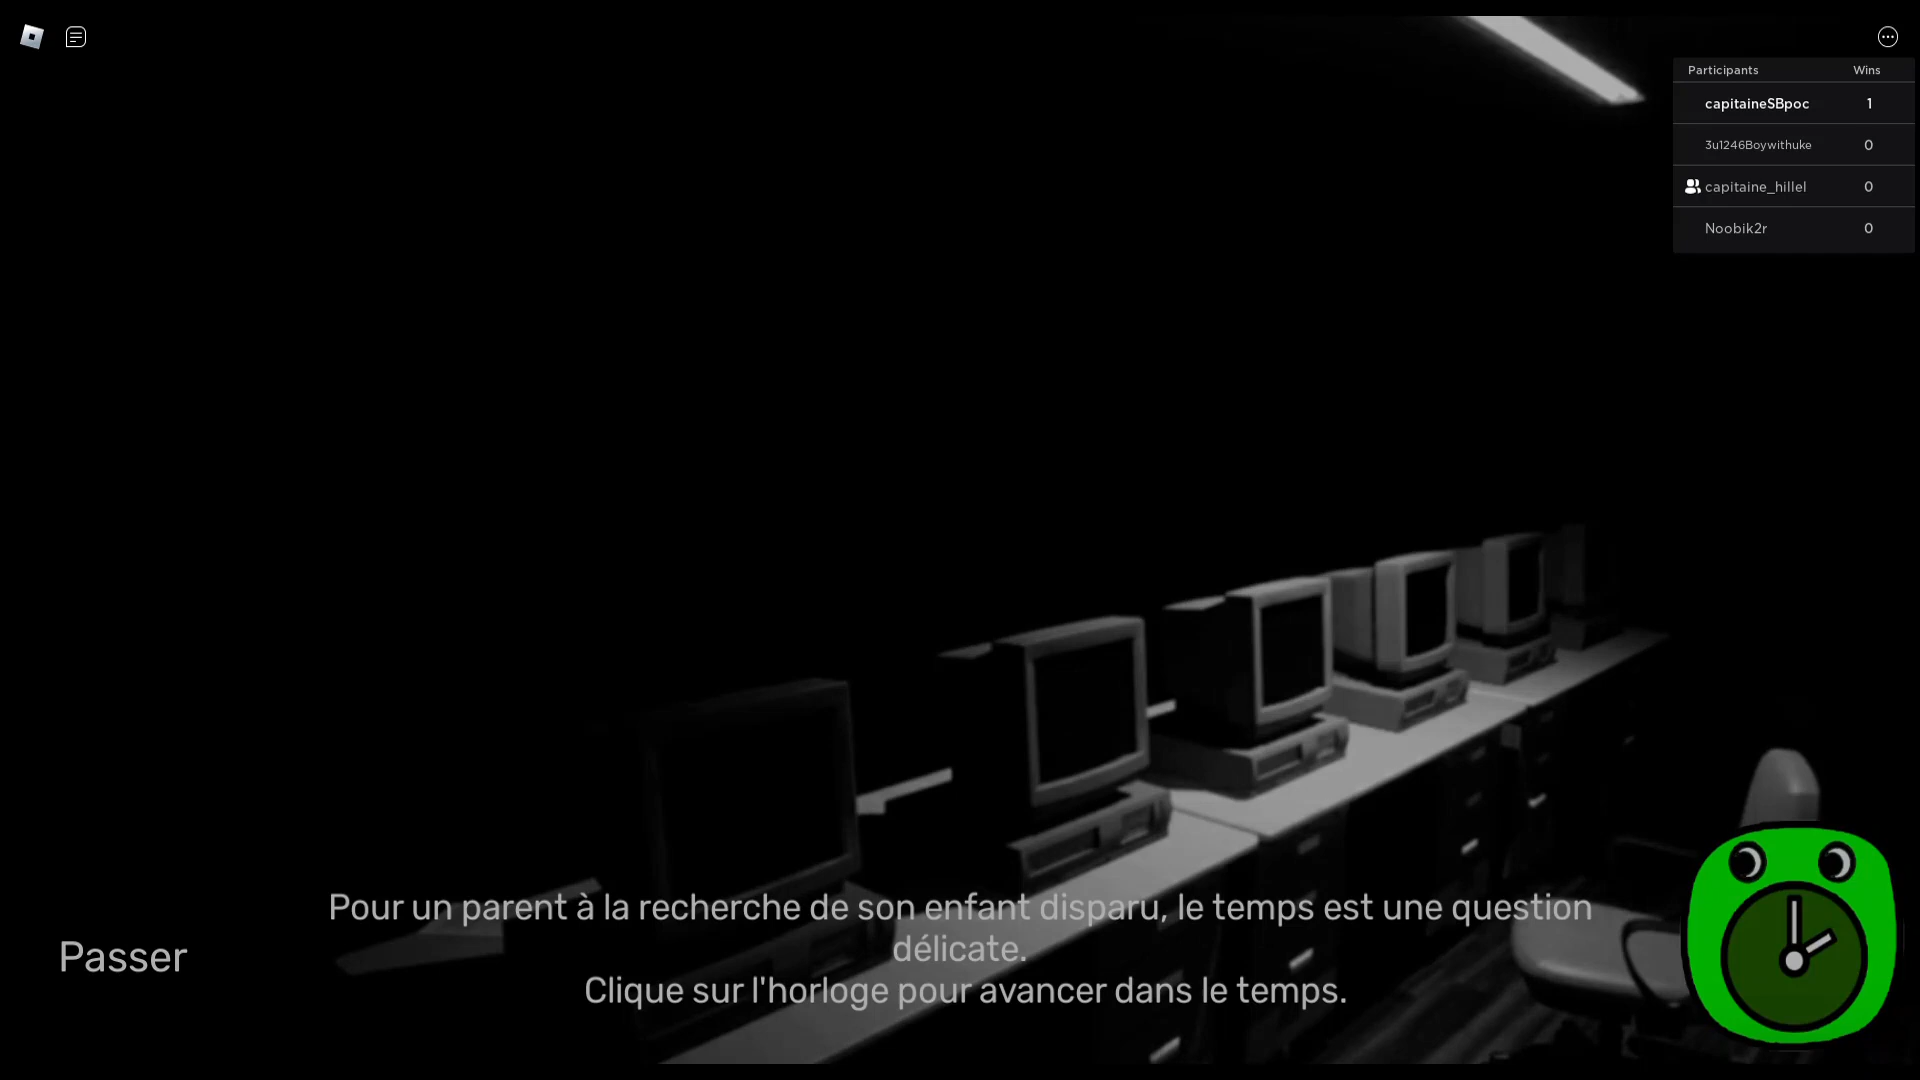 Participants Wins
capitaineSBpoc 1
3u1246Boywithuke 0
capitaine_hillel 0
Noobik2r 0
Pour un parent à la recherche de son enfant disparu, le temps est une question
délicate.
Clique sur l'horloge pour avancer dans le temps.
Passer